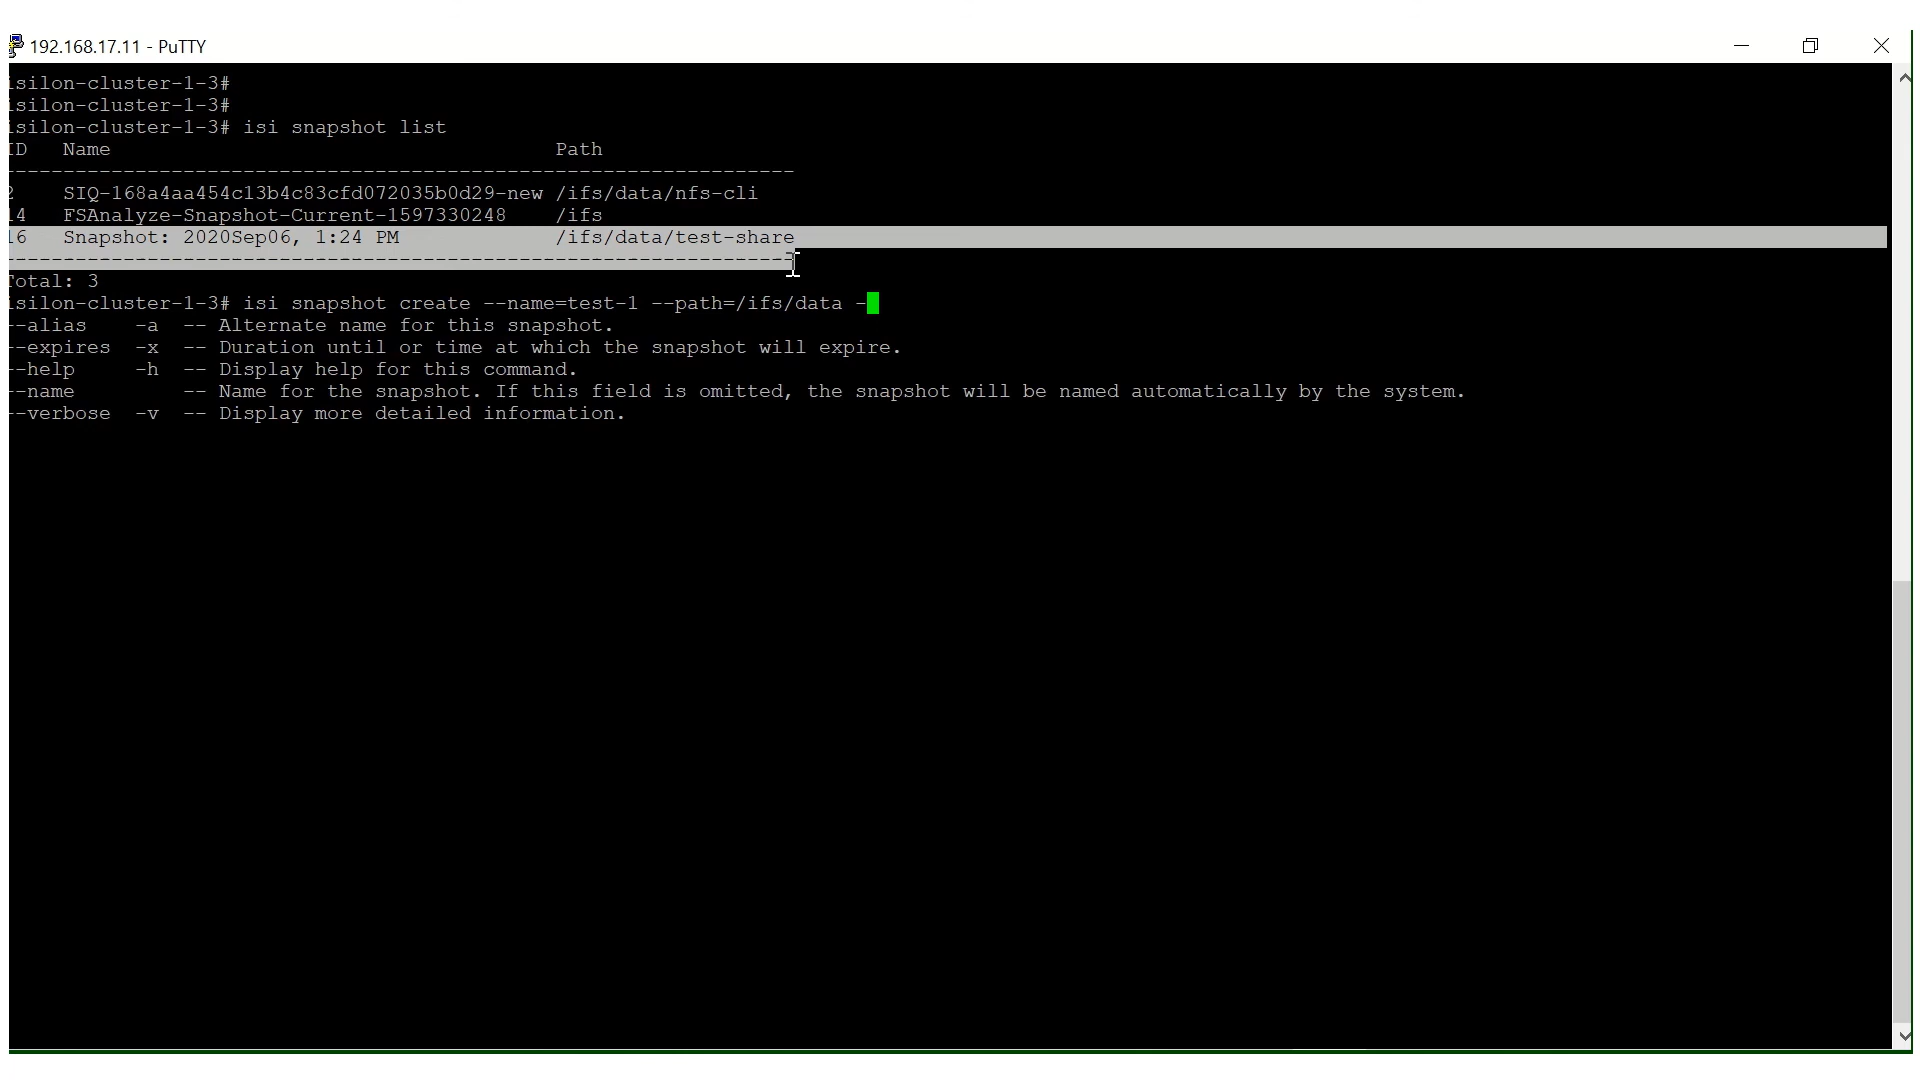 192.168.17.11 - PuTTY
isilon-cluster-1-3#
isilon-cluster-1-3#
isilon-cluster-1-3# isi snapshot list
ID Name Path
--------------------------------------------------------------------
2 SIQ-168a4aa454c13b4c83cfd072035b0d29-new /ifs/data/nfs-cli
14 FSAnalyze-Snapshot-Current-1597330248 /ifs
16 Snapshot: 2020Sep06, 1:24 PM /ifs/data/test-share
--------------------------------------------------------------------
Total: 3
isilon-cluster-1-3# isi snapshot create --name=test-1 --path=/ifs/data -
--alias -a -- Alternate name for this snapshot.
--expires -x -- Duration until or time at which the snapshot will expire.
--help -h -- Display help for this command.
--name -- Name for the snapshot. If this field is omitted, the snapshot will be named automatically by the system.
--verbose -v -- Display more detailed information.